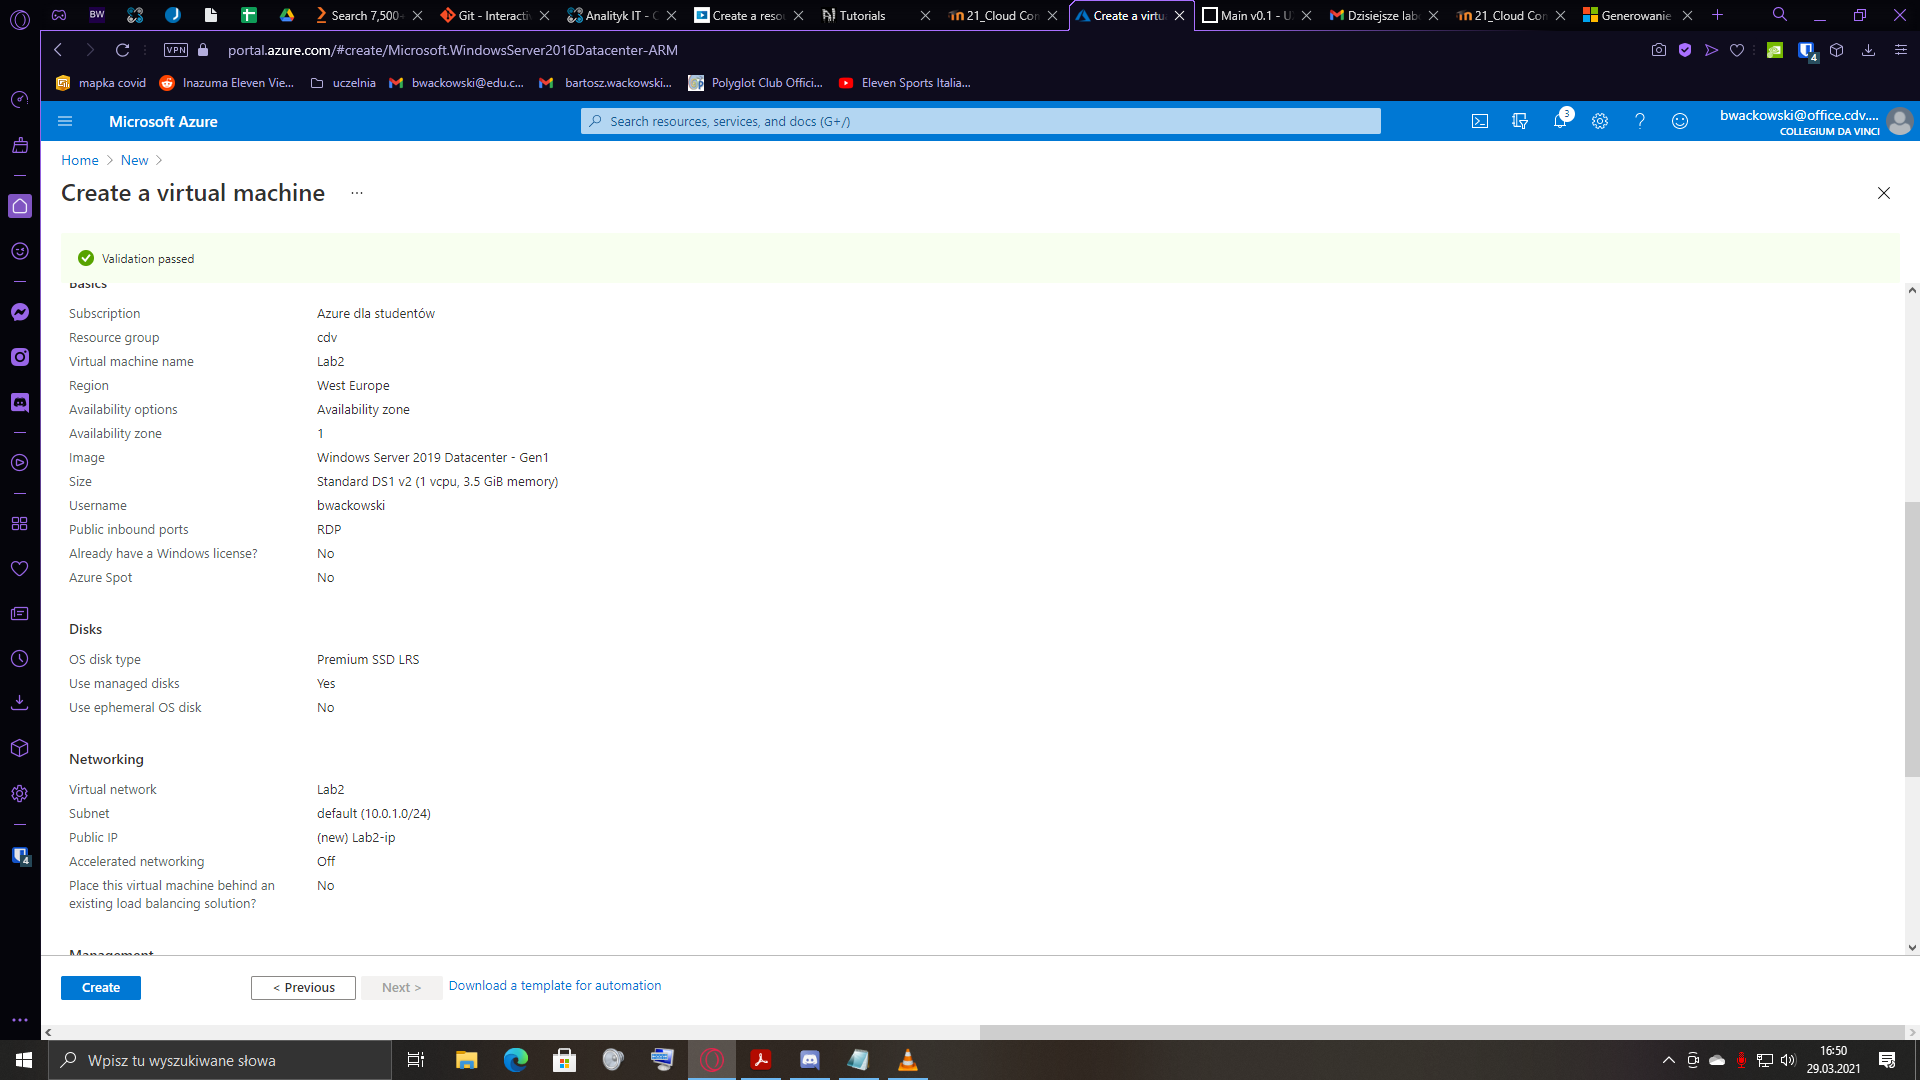 BW
Search 7,500+
Git - Interacti
Analityk IT - C
Create a resou
Tutorials
21_Cloud Con
Create a virtua
Main v0.1 - U
Dzisiejsze lab
21_Cloud Con
Generowanie
VPN
portal.azure.com/#create/Microsoft.WindowsServer2016Datacenter-ARM
4
mapka covid
Inazuma Eleven Vie...
uczelnia
bwackowski@edu.c...
bartosz.wackowski...
Polyglot Club Offici...
Eleven Sports Italia...
Microsoft Azure
Search resources, services, and docs (G+/)
3
bwackowski@office.cdv....
COLLEGIUM DA VINCI
Home > New >
Create a virtual machine ...
Validation passed
Basics
Subscription Azure dla studentów
Resource group cdv
Virtual machine name Lab2
Region West Europe
Availability options Availability zone
Availability zone 1
Image Windows Server 2019 Datacenter - Gen1
Size Standard DS1 v2 (1 vcpu, 3.5 GiB memory)
Username bwackowski
Public inbound ports RDP
Already have a Windows license? No
Azure Spot No
Disks
OS disk type Premium SSD LRS
Use managed disks Yes
Use ephemeral OS disk No
Networking
Virtual network Lab2
Subnet default (10.0.1.0/24)
Public IP (new) Lab2-ip
Accelerated networking Off
Place this virtual machine behind an No
existing load balancing solution?
Management
4
Create
< Previous
Next >
Download a template for automation
Wpisz tu wyszukiwane słowa
16:50
29.03.2021